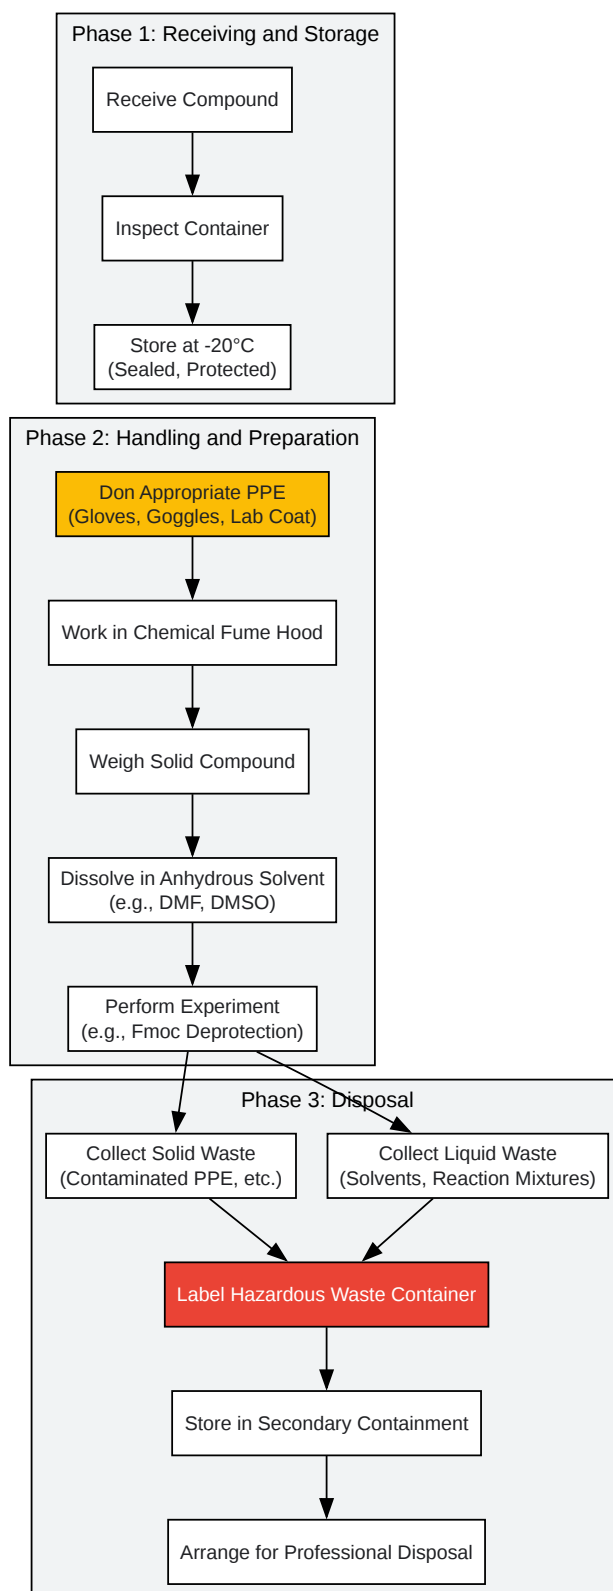 Phase 1: Receiving and Storage
Receive Compound
Inspect Container
Store at -20°C
(Sealed, Protected)
Phase 2: Handling and Preparation
Don Appropriate PPE
(Gloves, Goggles, Lab Coat)
Work in Chemical Fume Hood
Weigh Solid Compound
Dissolve in Anhydrous Solvent
(e.g., DMF, DMSO)
Perform Experiment
(e.g., Fmoc Deprotection)
Phase 3: Disposal
Collect Solid Waste
(Contaminated PPE, etc.)
Collect Liquid Waste
(Solvents, Reaction Mixtures)
Label Hazardous Waste Container
Store in Secondary Containment
Arrange for Professional Disposal